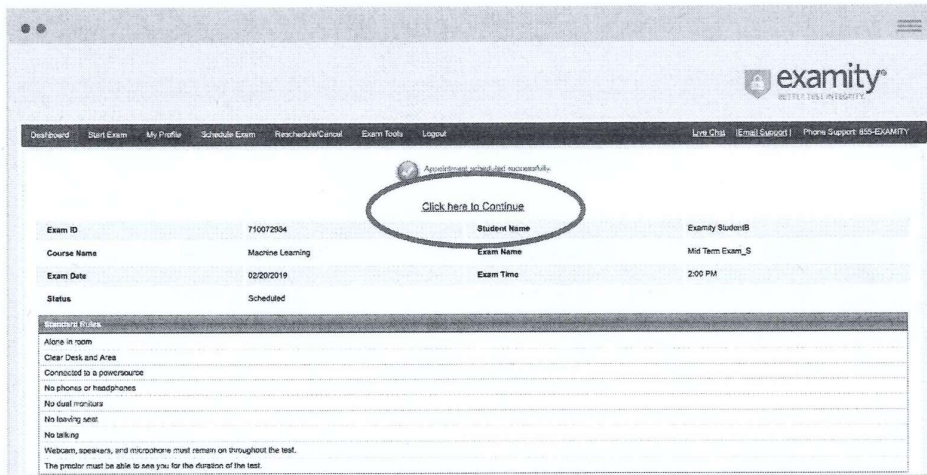 examity®
BETTER TEST INTEGRITY
Dashboard Start Exam My Profile Schedule Exam Reschedule/Cancel Exam Tools Logout Live Chat |Email Support| Phone Support 855-EXAMITY
Appointment scheduled successfully.
Click here to Continue
Exam ID 710072934 Student Name Examity StudentB
Course Name Machine Learning Exam Name Mid Term Exam_S
Exam Date 02/20/2019 Exam Time 2:00 PM
Status Scheduled
Standard Rules
Alone in room
Clear Desk and Area
Connected to a powersource
No phones or headphones
No dual monitors
No leaving seat
No talking
Webcam, speakers, and microphone must remain on throughout the test.
The proctor must be able to see you for the duration of the test.